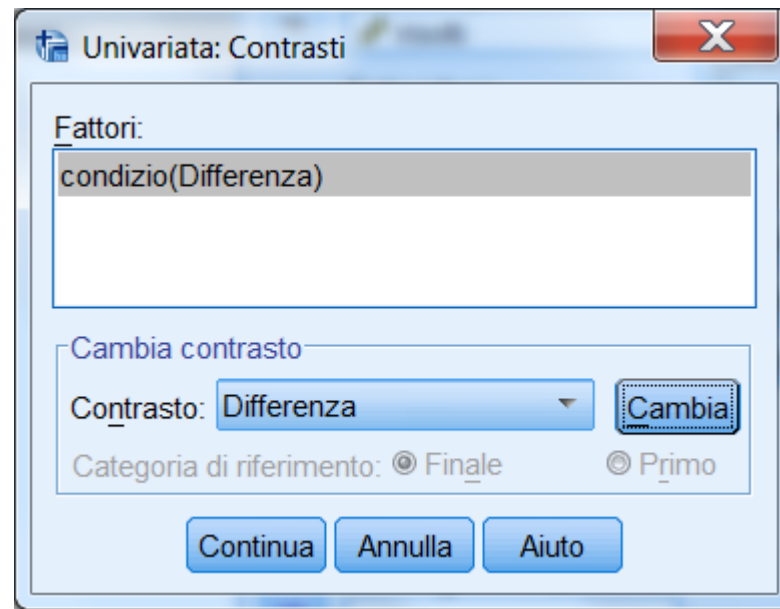 Univariata: Contrasti
Fattori:
condizio(Differenza)
Cambia contrasto
Contrasto: Differenza Cambia
Categoria di riferimento: Finale Primo
Continua Annulla Aiuto